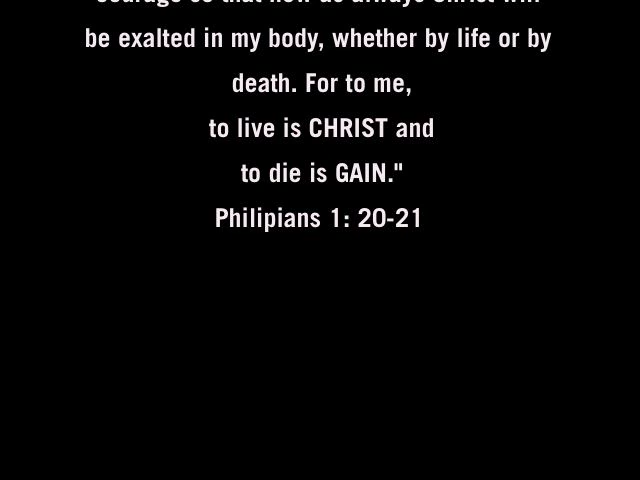 courage so that now as always Christ will
be exalted in my body, whether by life or by
death. For to me,
to live is CHRIST and
to die is GAIN."
Philipians 1: 20-21